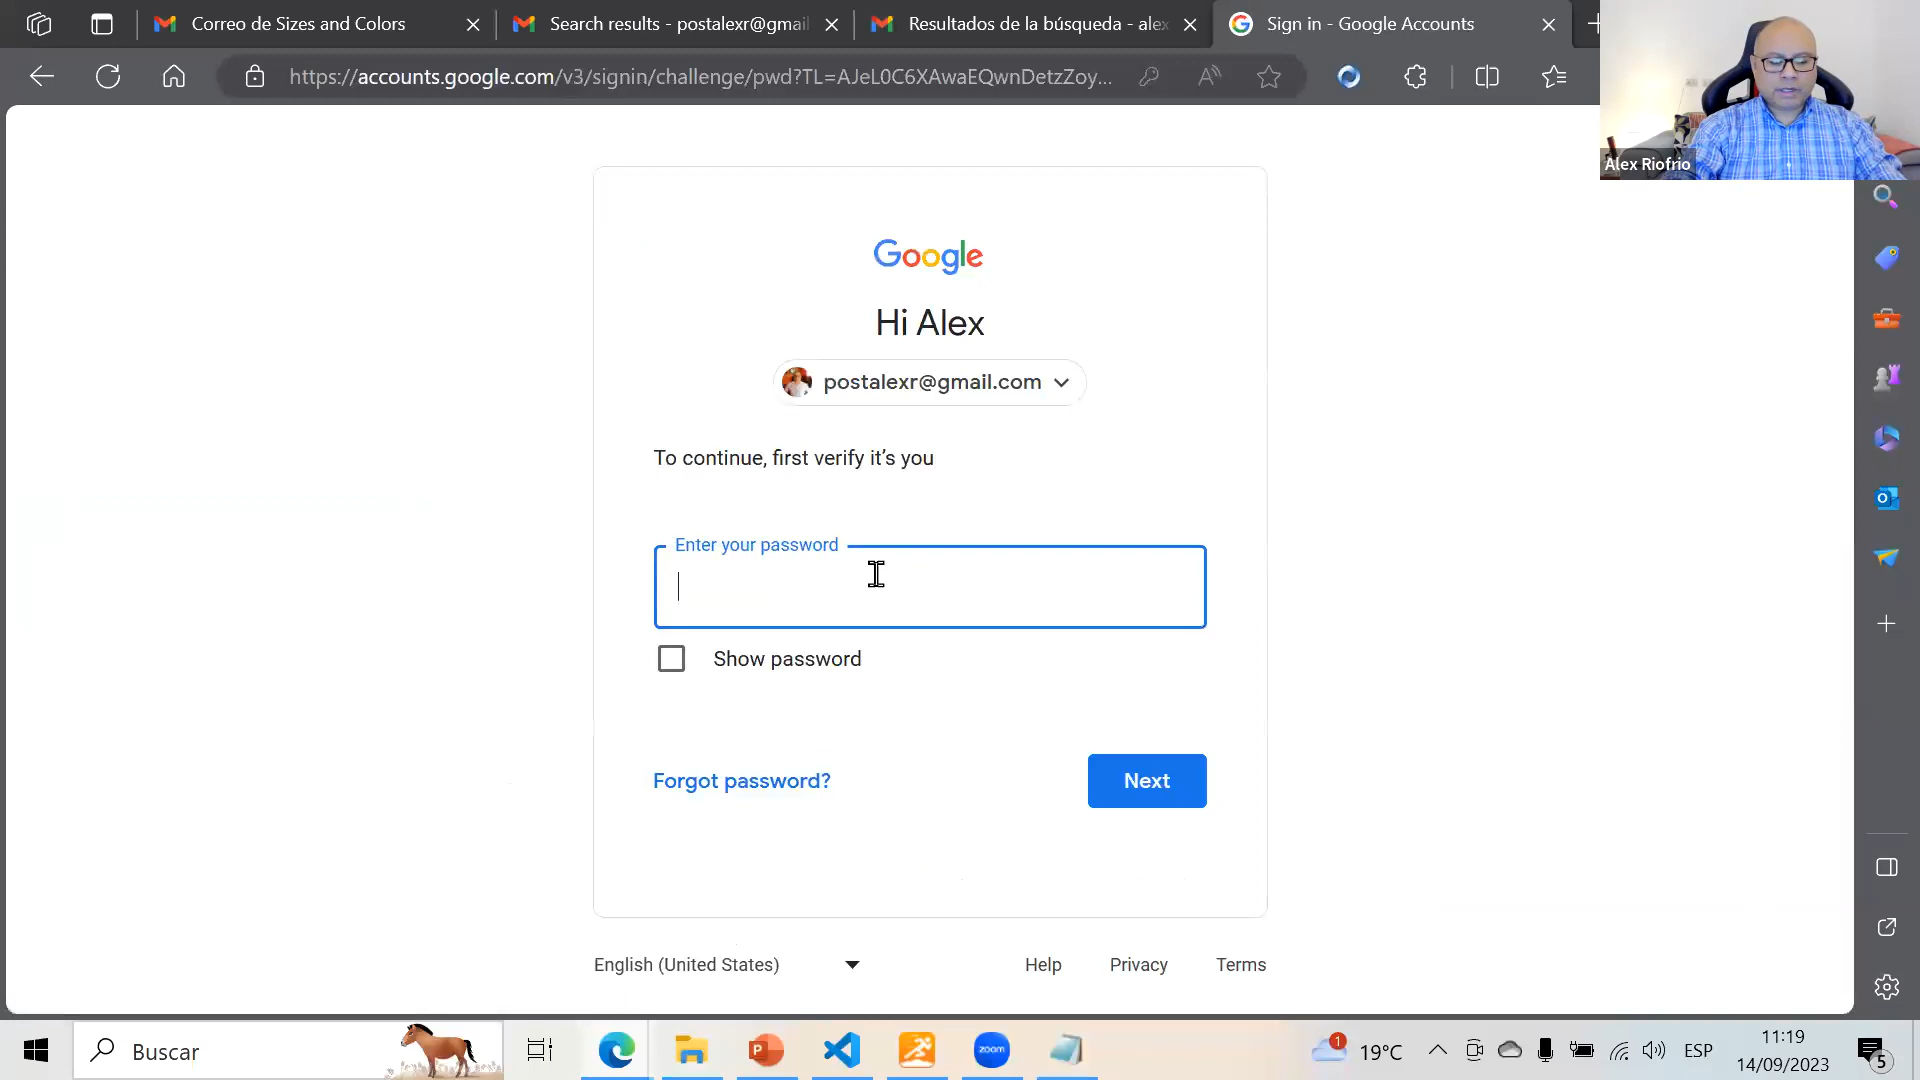 Correo de Sizes and Colors
Search results - postalexr@gmail
Resultados de la búsqueda - alex
Sign in - Google Accounts
https://accounts.google.com/v3/signin/challenge/pwd?TL=AJeL0C6XAwaEQwnDetzZoy...
Alex Riofrio
Google
Hi Alex
postalexr@gmail.com
To continue, first verify it's you
Enter your password
Show password
Forgot password?
Next
English (United States)
Help
Privacy
Terms
Buscar
zoom
1
19°C
ESP
11:19
14/09/2023
5